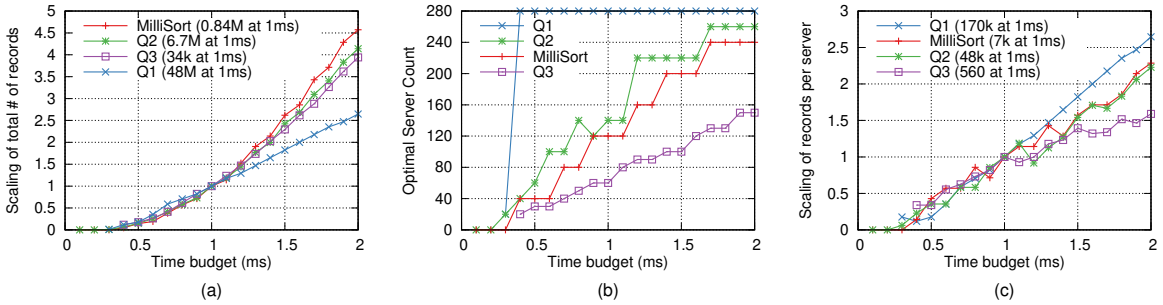 Scaling of total # of records
5
4.5
4
3.5
3
2.5
2
1.5
1
0.5
0
0
0.5
1
1.5
2
MilliSort (0.84M at 1ms)
Q2 (6.7M at 1ms)
Q3 (34k at 1ms)
Q1 (48M at 1ms)
Time budget (ms)
(a)
Optimal Server Count
280
240
200
160
120
80
40
0
0
0.5
1
1.5
2
Q1
Q2
MilliSort
Q3
Time budget (ms)
(b)
Scaling of records per server
3
2.5
2
1.5
1
0.5
0
0
0.5
1
1.5
2
Q1 (170k at 1ms)
MilliSort (7k at 1ms)
Q2 (48k at 1ms)
Q3 (560 at 1ms)
Time budget (ms)
(c)